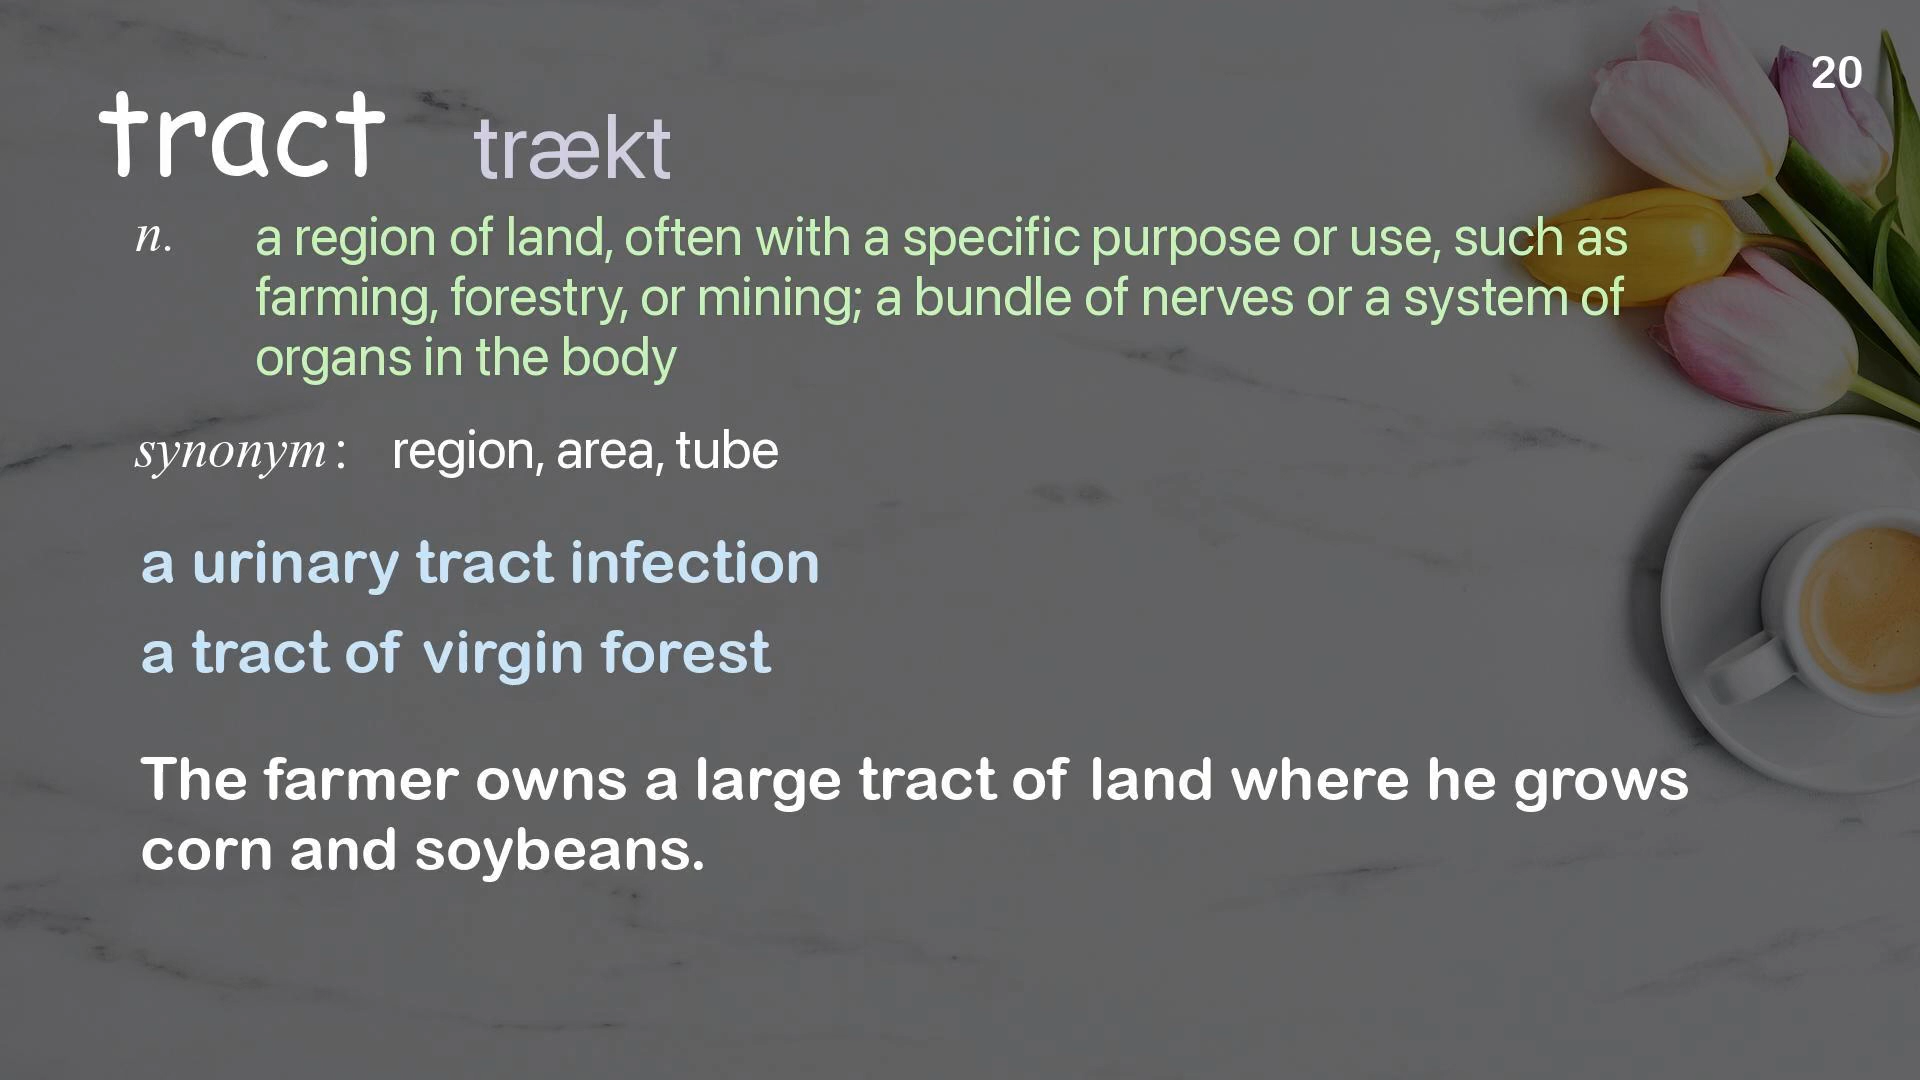 20
tract trækt
n. a region of land, often with a specific purpose or use, such as
farming, forestry, or mining; a bundle of nerves or a system of
organs in the body
synonym : region, area, tube
a urinary tract infection
a tract of virgin forest
The farmer owns a large tract of land where he grows
corn and soybeans.